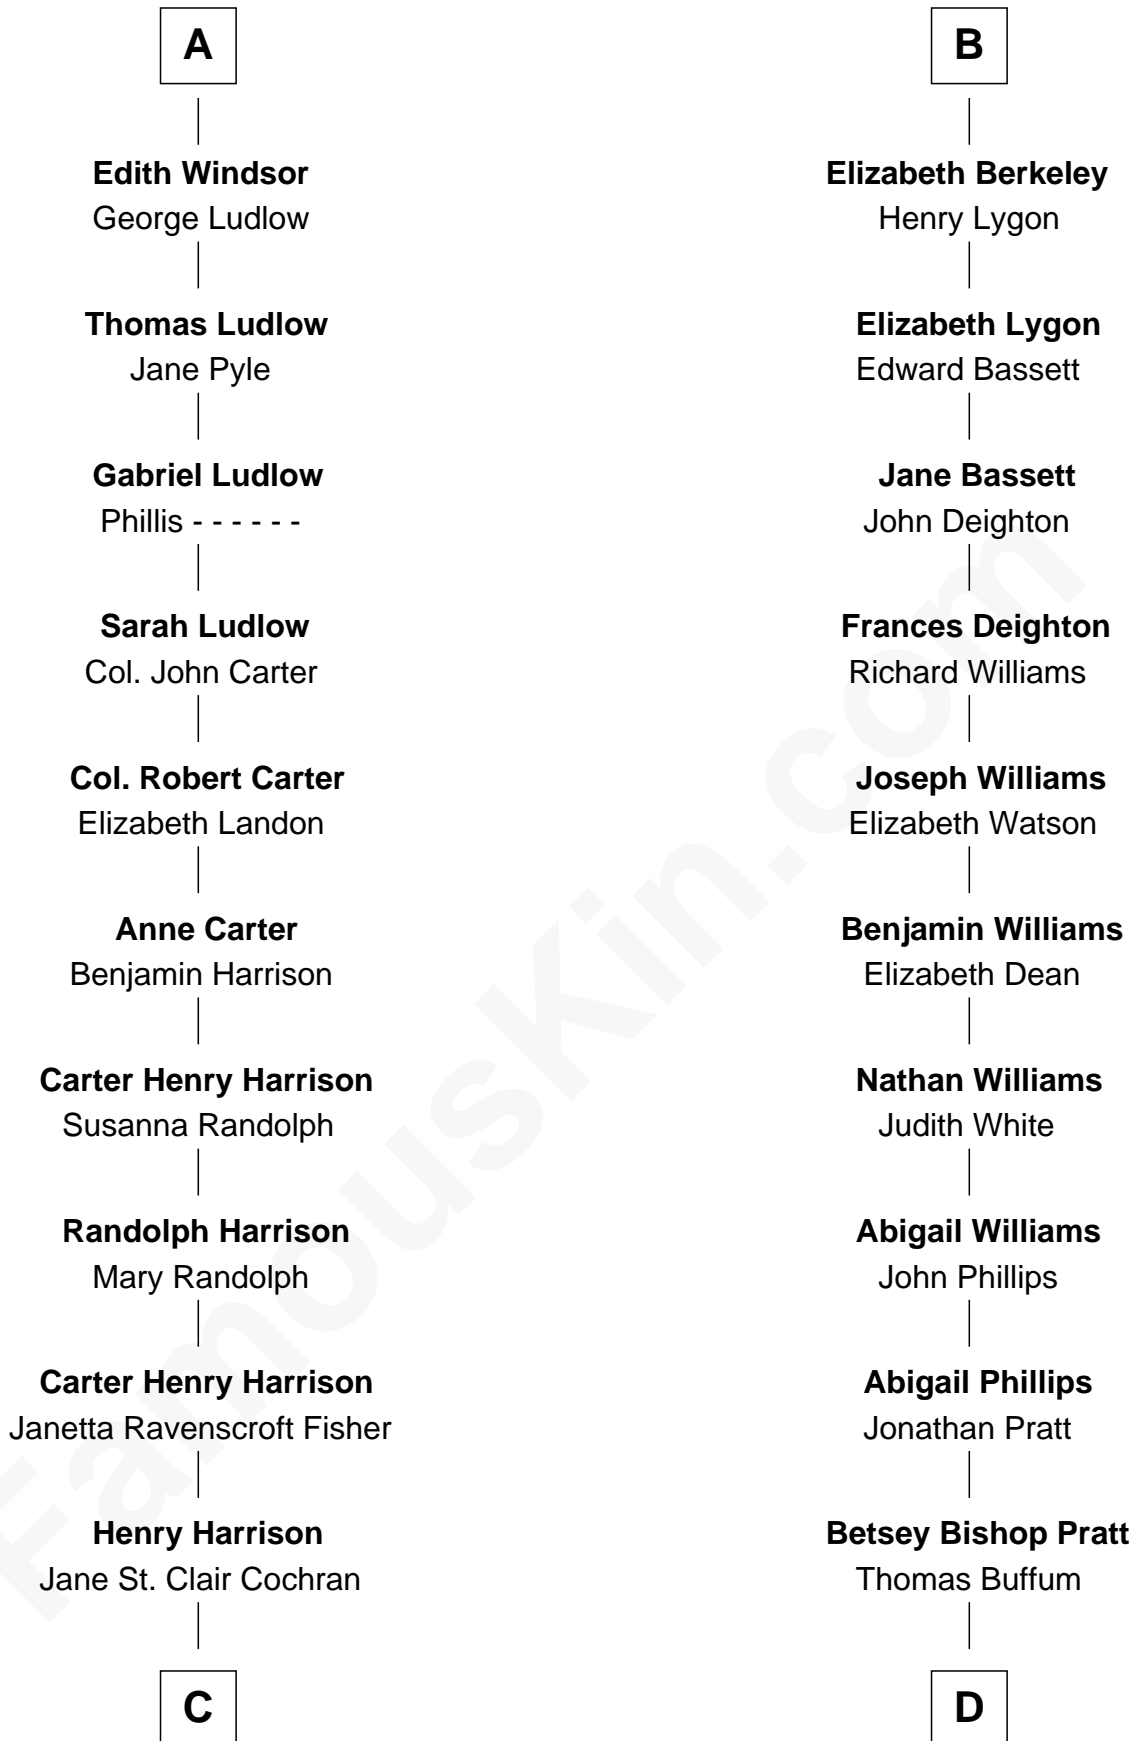 A
Edith Windsor
George Ludlow
Thomas Ludlow
Jane Pyle
Gabriel Ludlow
Phillis - - - - - -
Sarah Ludlow
Col. John Carter
Col. Robert Carter
Elizabeth Landon
Anne Carter
Benjamin Harrison
Carter Henry Harrison
Susanna Randolph
Randolph Harrison
Mary Randolph
Carter Henry Harrison
Janetta Ravenscroft Fisher
Henry Harrison
Jane St. Clair Cochran
C
B
Elizabeth Berkeley
Henry Lygon
Elizabeth Lygon
Edward Bassett
Jane Bassett
John Deighton
Frances Deighton
Richard Williams
Joseph Williams
Elizabeth Watson
Benjamin Williams
Elizabeth Dean
Nathan Williams
Judith White
Abigail Williams
John Phillips
Abigail Phillips
Jonathan Pratt
Betsey Bishop Pratt
Thomas Buffum
D
FamousKin.com